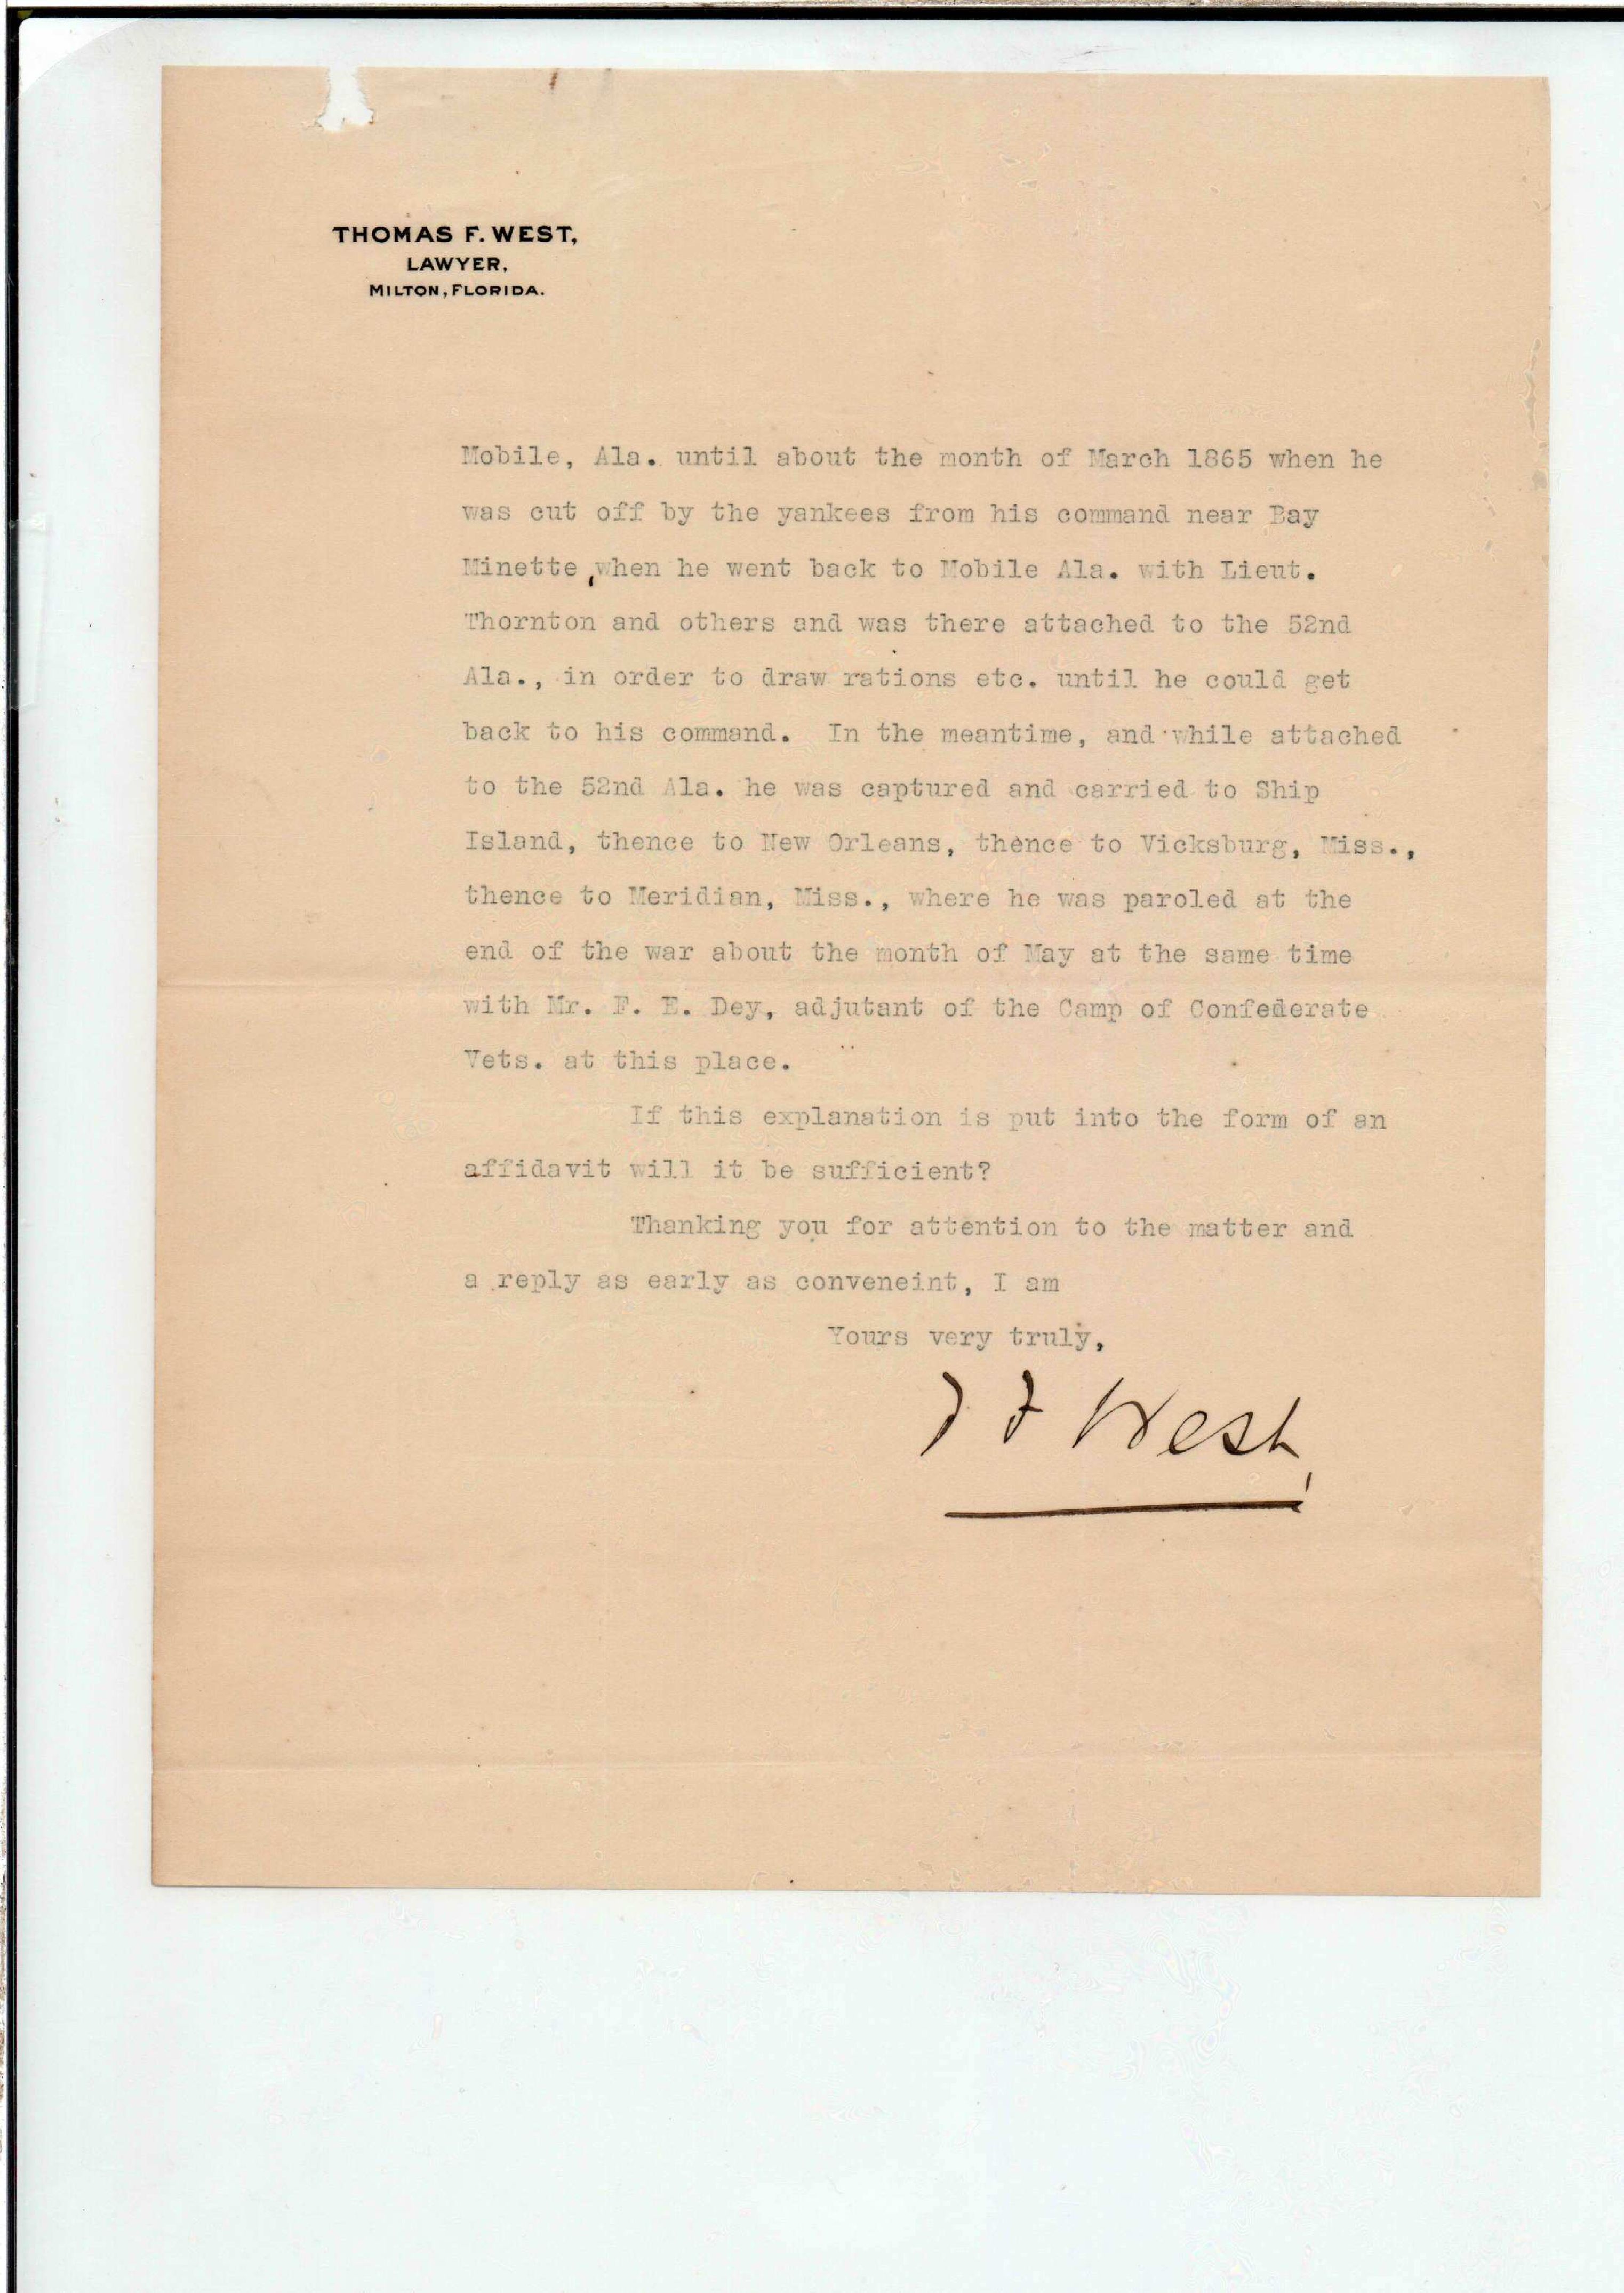 THOMAS F. WEST,
LAWYER,
MILTON, FLORIDA.
Mobile, Ala. until about the month of March 1865 when he
was cut off by the yankees from his command near Bay
Minette, when he went back to Mobile Ala. with Lieut.
Thornton and others and was there attached to the 52nd
Ala., in order to draw rations etc. until he could get
back to his command. In the meantime, and while attached
to the 52nd Ala. he was captured and carried to Ship
Island, thence to New Orleans, thence to Vicksburg, Miss.,
thence to Meridian, Miss., where he was paroled at the
end of the war about the month of May at the same time
with Mr. F. E. Dey, adjutant of the Camp of Confederate
Vets. at this place.
If this explanation is put into the form of an
affidavit will it be sufficient?
Thanking you for attention to the matter and
a reply as early as conveneint, I am
Yours very truly,
T F West